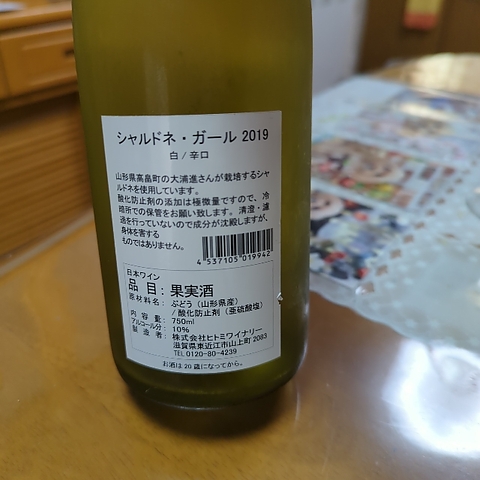 シャルドネ・ガール 2019
白/辛口
山形県高畠町の大浦進さんが栽培するシャ
ルドネを使用しています。
酸化防止剤の添加は極微量ですので、冷
暗所での保管をお願い致します。清澄・濾
過を行っていないので成分が沈殿しますが、
身体を害する
ものではありません。
4 537105 019942
日本ワイン
品 目: 果実酒
原材料名: ぶどう (山形県産)
/ 酸化防止剤 (亜硫酸塩)
内 容 量: 750ml
アルコール分: 10%
製 造 者: 株式会社ヒトミワイナリー
滋賀県東近江市山上町 2083
TEL 0120-80-4239
お酒は 20 歳になってから。